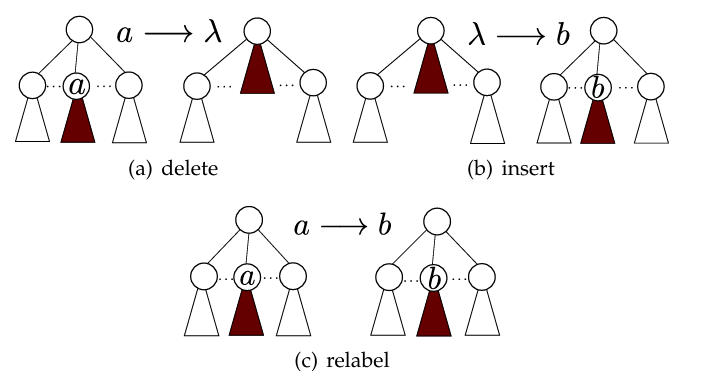 a ⟶ λ
λ ⟶ b
a
b
(a) delete
(b) insert
a ⟶ b
a
b
(c) relabel